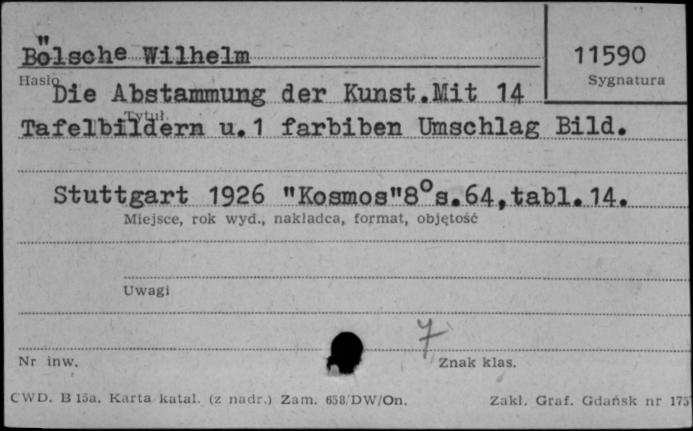 Bölsche Wilhelm
11590
Hasło
Sygnatura
Die Abstammung der Kunst.Mit 14
Tytuł
Tafelbildern u.1 farbiben Umschlag Bild.
Stuttgart 1926 "Kosmos"8°s.64,tabl.14.
Miejsce, rok wyd., nakładca, format, objętość
Uwagi
7
Nr inw.
Znak klas.
CWD. B 15a. Karta katal. (z nadr.) Zam. 658/DW/On.
Zakł. Graf. Gdańsk nr